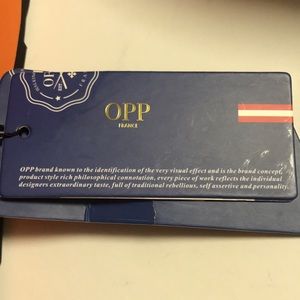 OPP
FRANCE
OPP brand known to the identification of the very visual effect and is the brand concept,
product style rich philosophical connotation, every piece of work reflects the individual
designers extraordinary taste, full of traditional rebellious, self assertive and personality.